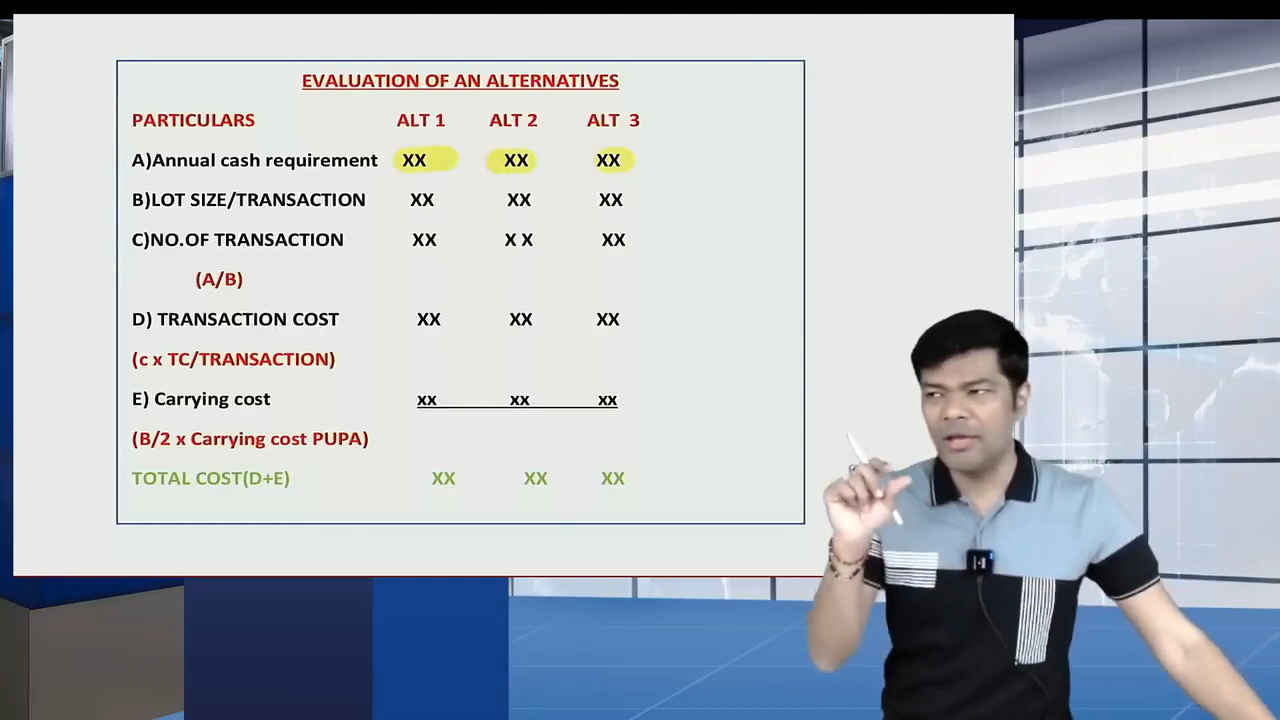 EVALUATION OF AN ALTERNATIVES
PARTICULARS ALT 1 ALT 2 ALT 3
A)Annual cash requirement XX XX XX
B)LOT SIZE/TRANSACTION XX XX XX
C)NO.OF TRANSACTION XX X X XX
(A/B)
D) TRANSACTION COST XX XX XX
(c x TC/TRANSACTION)
E) Carrying cost xx xx xx
(B/2 x Carrying cost PUPA)
TOTAL COST(D+E) XX XX XX